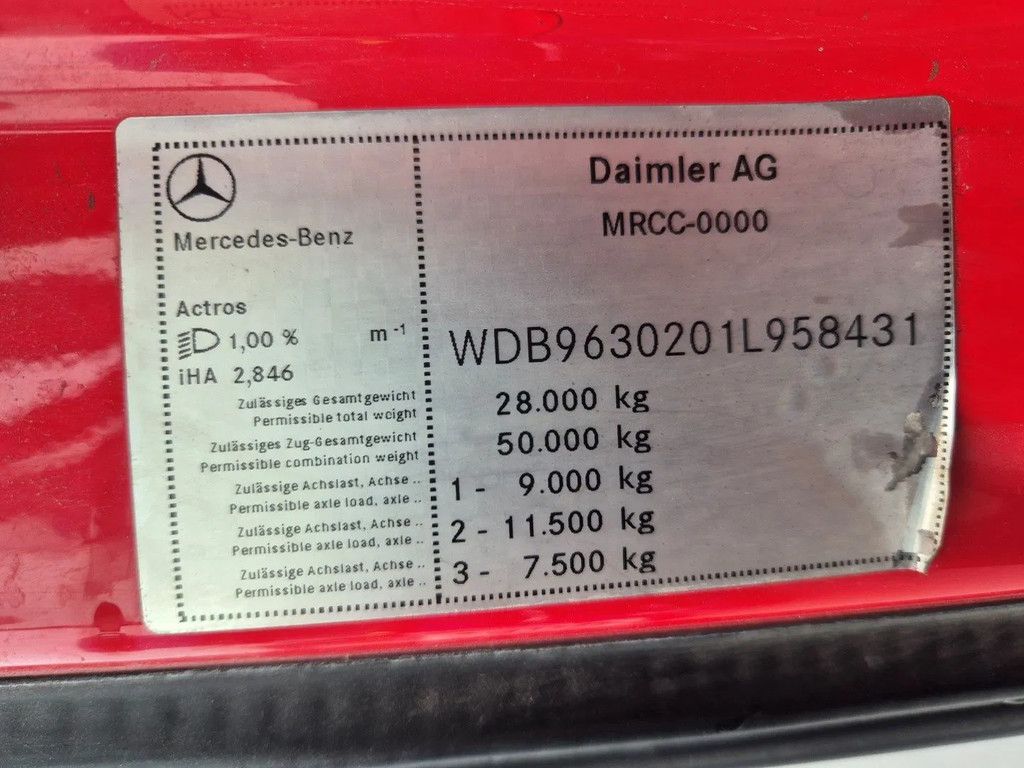 Mercedes-Benz
Actros
1,00 % m⁻¹
iHA 2,846
Daimler AG
MRCC-0000
WDB9630201L958431
Zulässiges Gesamtgewicht
Permissible total weight
28.000 kg
Zulässiges Zug-Gesamtgewicht
Permissible combination weight
50.000 kg
Zulässige Achslast, Achse ..
Permissible axle load, axle ..
1 - 9.000 kg
Zulässige Achslast, Achse ..
Permissible axle load, axle ..
2 - 11.500 kg
Zulässige Achslast, Achse ..
Permissible axle load, axle ..
3 - 7.500 kg